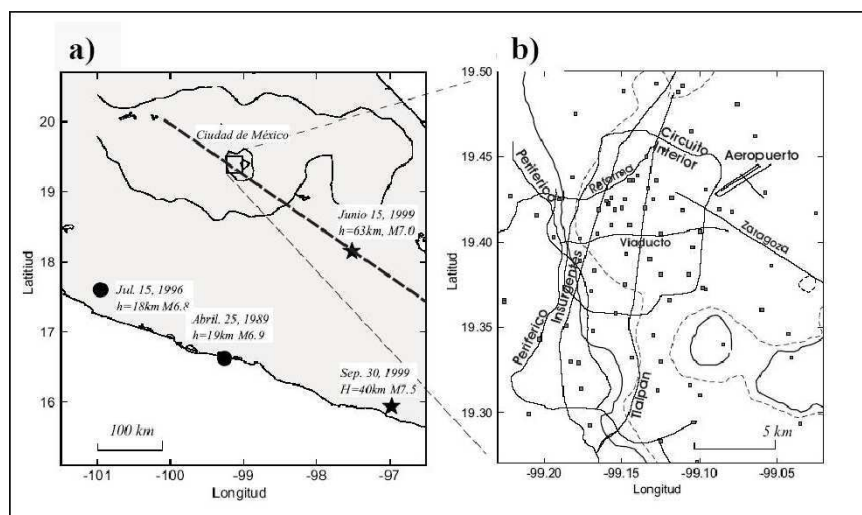 a)
20
19
18
17
16
Latitiud
Ciudad de México
Junio 15, 1999
h=63km, M7.0
Jul. 15, 1996
h=18km M6.8
Abril. 25, 1989
h=19km M6.9
Sep. 30, 1999
H=40km M7.5
100 km
-101
-100
-99
-98
-97
Longitud
b)
19.50
19.45
19.40
19.35
19.30
Latitud
Circuito
Interior
Aeropuerto
Periferico
Reforma
Zaragoza
Viaducto
Insurgentes
Periferico
Tlalpan
5 km
-99.20
-99.15
-99.10
-99.05
Longitud